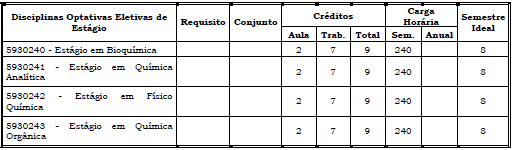 Disciplinas Optativas Eletivas de Estágio Requisito Conjunto Créditos Carga Horária Semestre Ideal
Aula Trab. Total Sem. Anual
5930240 - Estágio em Bioquímica 2 7 9 240 8
5930241 - Estágio em Química Analítica 2 7 9 240 8
5930242 - Estágio em Físico Química 2 7 9 240 8
5930243 - Estágio em Química Orgânica 2 7 9 240 8